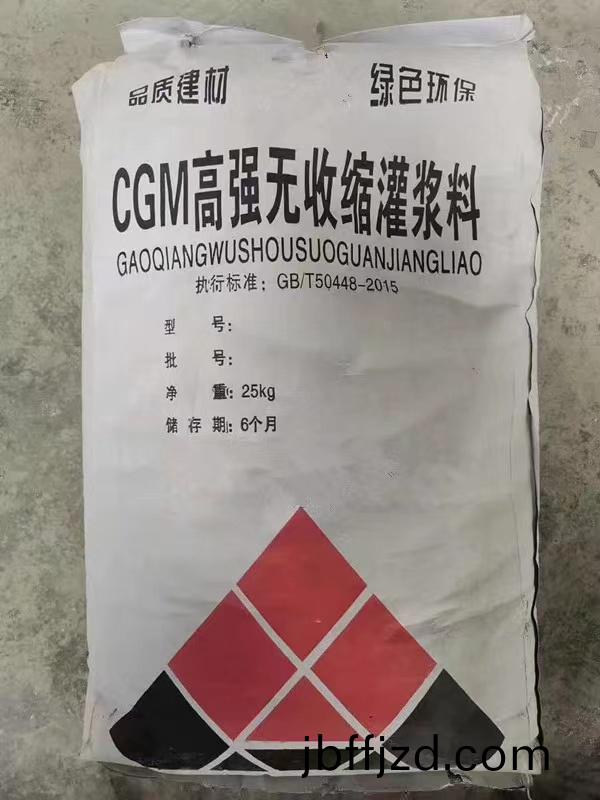 品质建材 绿色环保
CGM高强无收缩灌浆料
GAOQIANGWUSHOUSUOGUANJIANGLIAO
执行标准：GB/T50448-2015
型 号：
批 号：
净 重：25kg
储存期：6个月
jbffjzd.com